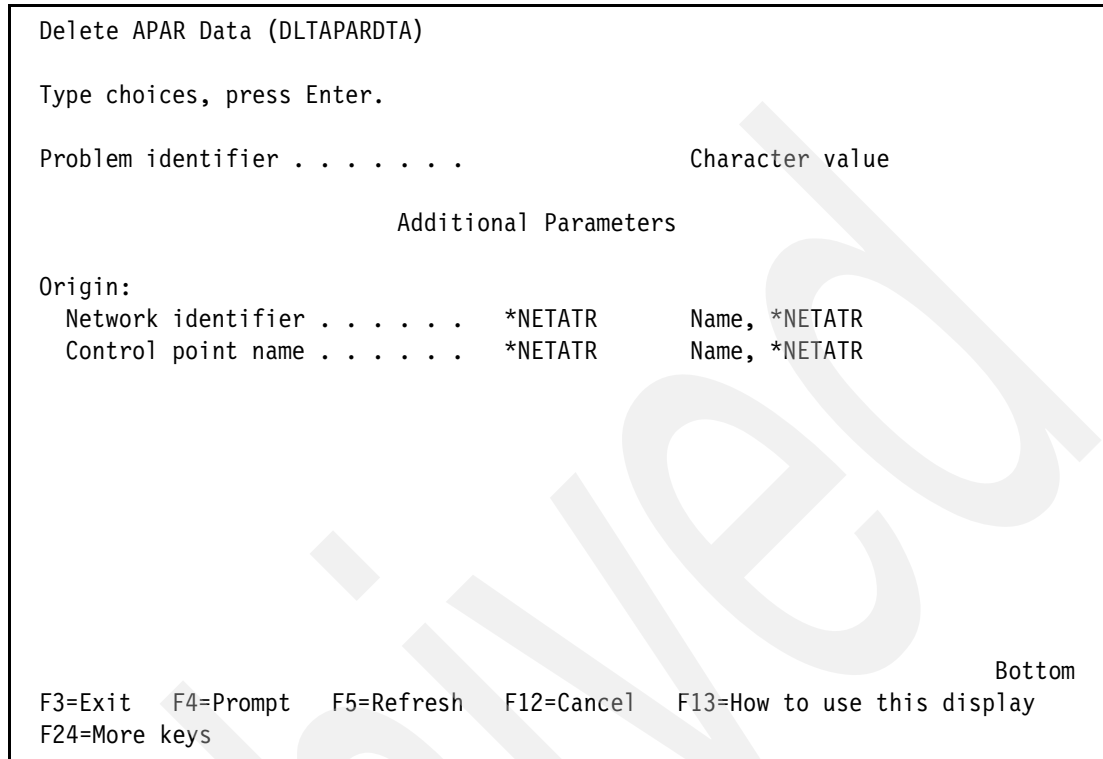 Delete APAR Data (DLTAPARDTA)
Type choices, press Enter.
Problem identifier . . . . . . .                 Character value
Additional Parameters
Origin:
Network identifier . . . . . .   *NETATR       Name, *NETATR
Control point name . . . . . .   *NETATR       Name, *NETATR
Bottom
F3=Exit   F4=Prompt   F5=Refresh   F12=Cancel   F13=How to use this display
F24=More keys